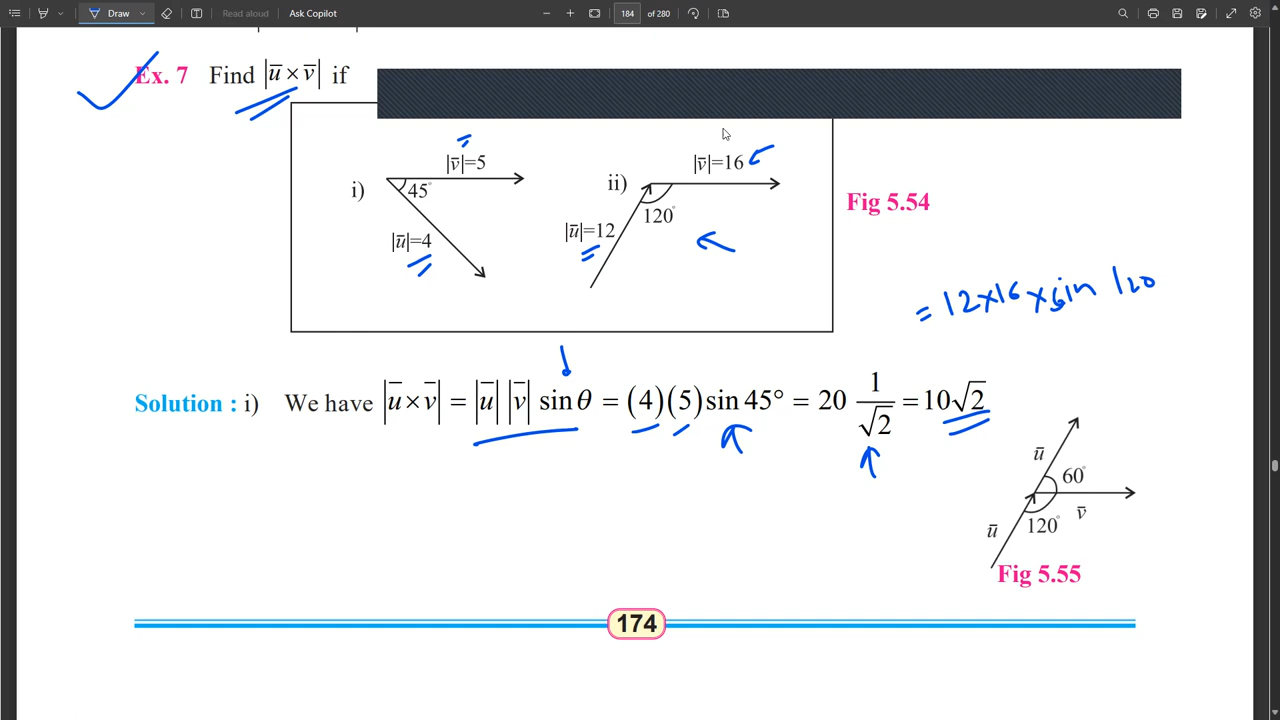 Draw
Read aloud
Ask Copilot
184 of 280
Ex. 7 Find |u̅ × v̅| if
|v̅|=5
i) 45°
|u̅|=4
ii) |v̅|=16
120°
|u̅|=12
Fig 5.54
= 12×16 × sin 120
Solution : i) We have |u̅ × v̅| = |u̅| |v̅| sin θ = (4)(5) sin 45° = 20 1/√2 = 10√2
u̅
60°
v̅
u̅ 120°
Fig 5.55
174